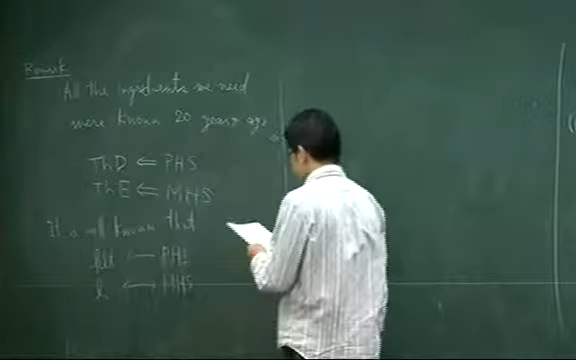 Remark
All the ingredients we need
were known 20 years ago
ThD ⇐ PHS
ThE ⇐ MHS
It is well known that
⟵ PHS
⟵ MHS